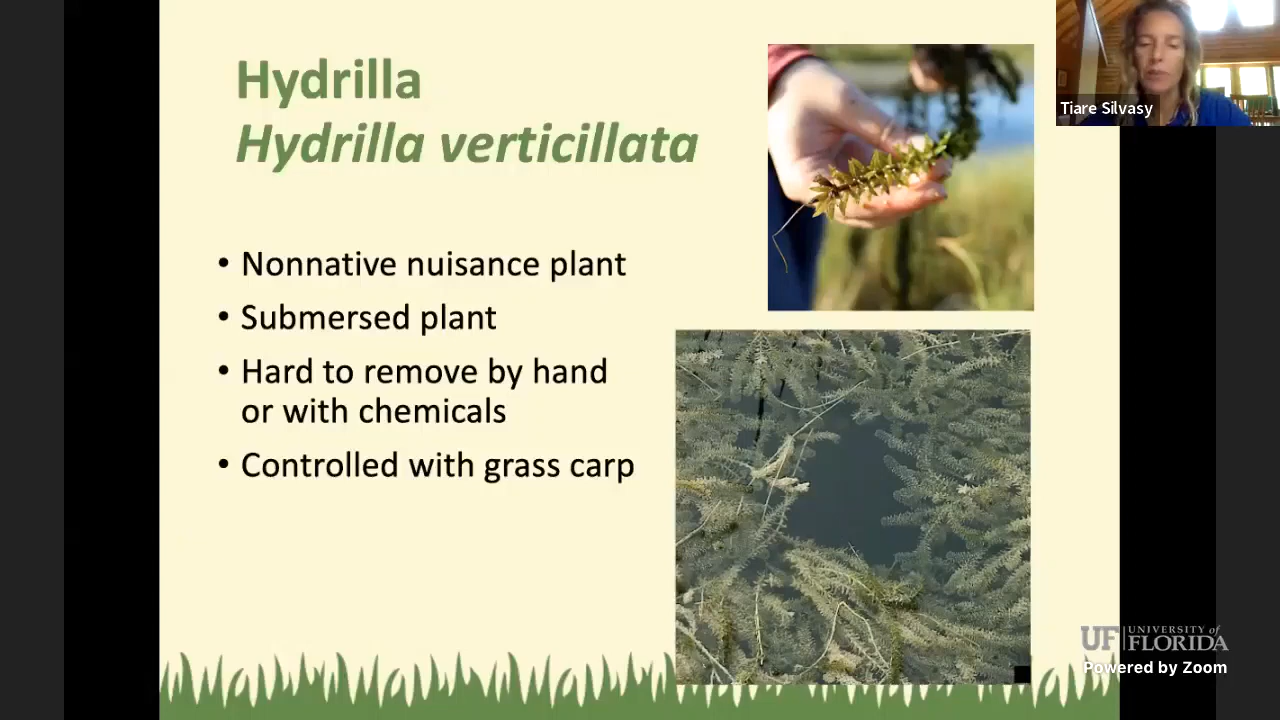 Hydrilla
Hydrilla verticillata
• Nonnative nuisance plant
• Submersed plant
• Hard to remove by hand
or with chemicals
• Controlled with grass carp
Tiare Silvasy
UF UNIVERSITY of
FLORIDA
Powered by Zoom